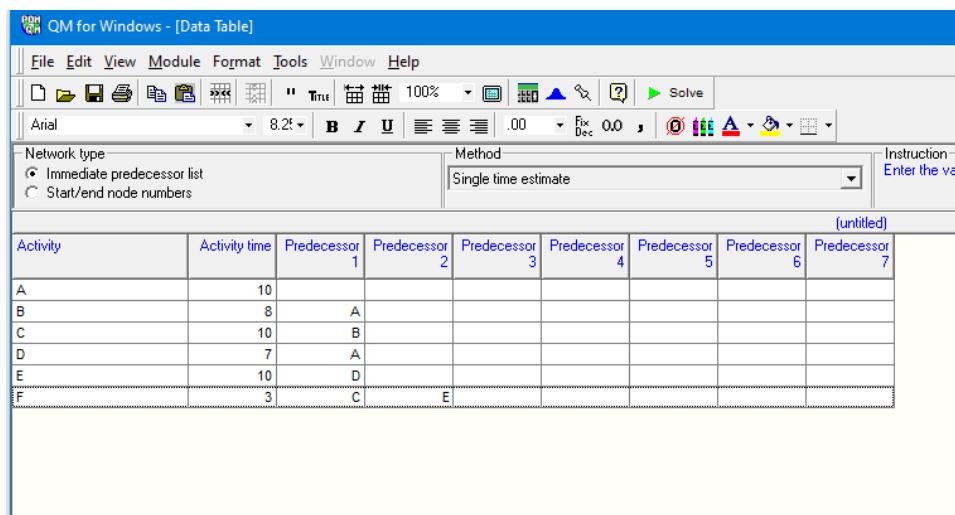 QM for Windows - [Data Table]
File Edit View Module Format Tools Window Help
TITLE 100% Solve
Arial 8.25 B I U .00 Fix Dec 0.0 ,
Network type Method Instruction
Immediate predecessor list Single time estimate Enter the va
Start/end node numbers
(untitled)
Activity Activity time Predecessor 1 Predecessor 2 Predecessor 3 Predecessor 4 Predecessor 5 Predecessor 6 Predecessor 7
A 10
B 8 A
C 10 B
D 7 A
E 10 D
F 3 C E